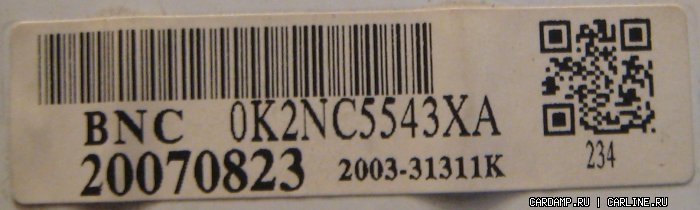 BNC 0K2NC5543XA
20070823 2003-31311K
234
CARDAMP.RU | CARLINE.RU